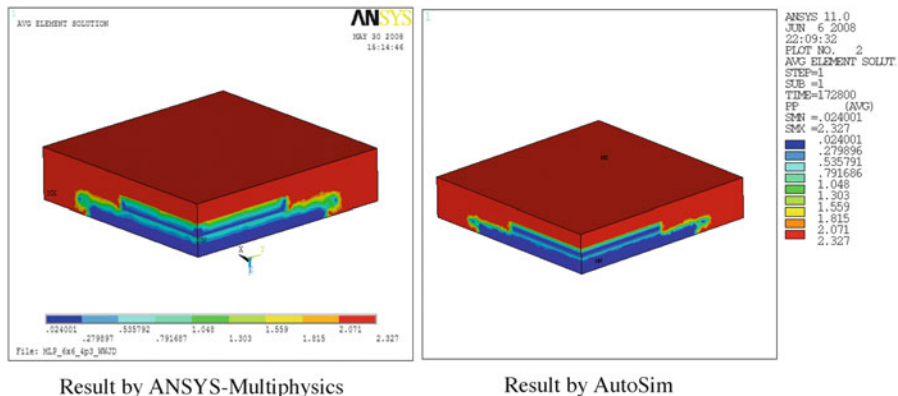 1
AVG ELEMENT SOLUTION
ANSYS
MAY 30 2008
15:14:46
X Y
.024001 .535792 1.048 1.559 2.071
.279897 .791687 1.303 1.815 2.327
File: MLP_6x6_4p3_WWJD
1
ANSYS 11.0
JUN 6 2008
22:09:32
PLOT NO. 2
AVG ELEMENT SOLUTI
STEP=1
SUB =1
TIME=172800
PP (AVG)
SMN =.024001
SMX =2.327
.024001
.279896
.535791
.791686
1.048
1.303
1.559
1.815
2.071
2.327
Result by ANSYS-Multiphysics
Result by AutoSim